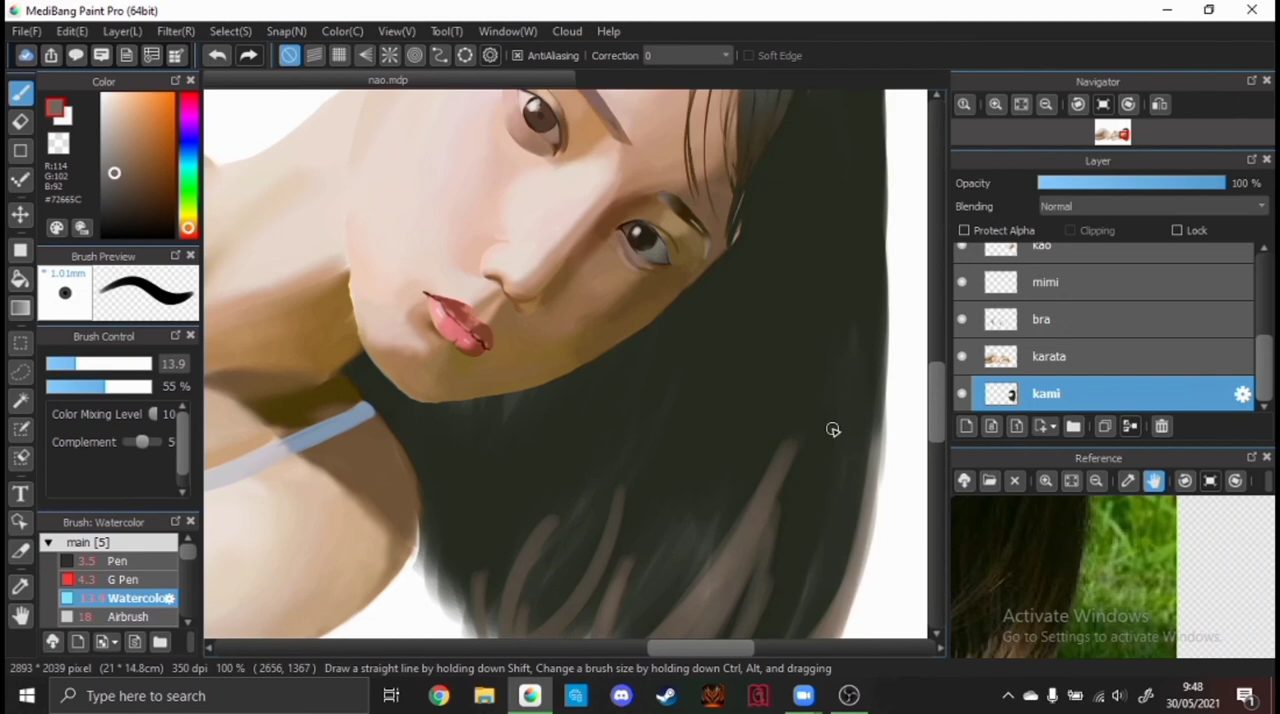 MediBang Paint Pro (64bit)
File(F) Edit(E) Layer(L) Filter(R) Select(S) Snap(N) Color(C) View(V) Tool(T) Window(W) Cloud Help
AntiAliasing Correction 0 Soft Edge
nao.mdp
Color
R:114
G:102
B:92
#72665C
Brush Preview
* 1.01mm
Brush Control
13.9
55 %
Color Mixing Level 10
Complement 5
Brush: Watercolor
main [5]
3.5 Pen
4.3 G Pen
13.9 Watercolo
18 Airbrush
Navigator
Layer
Opacity 100 %
Blending Normal
Protect Alpha Clipping Lock
kao
mimi
bra
karata
kami
Reference
Activate Windows
Go to Settings to activate Windows.
2893 * 2039 pixel (21 * 14.8cm) 350 dpi 100 % (2656, 1367) Draw a straight line by holding down Shift, Change a brush size by holding down Ctrl, Alt, and dragging
Type here to search
9:48
30/05/2021
1